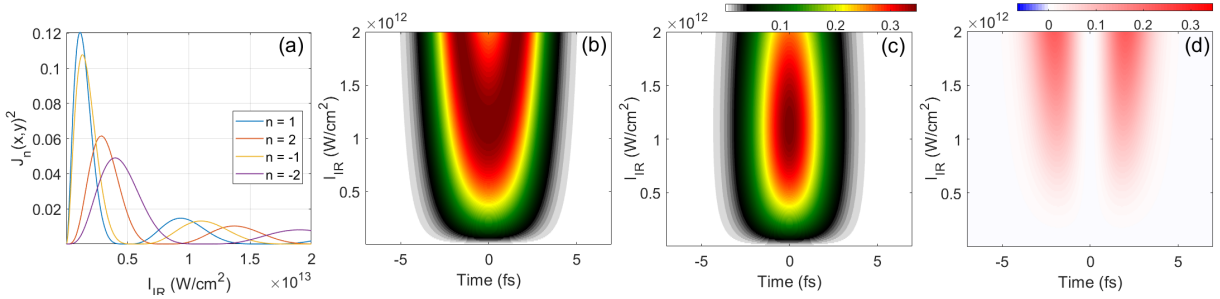 (a)
0.12
0.10
0.08
0.06
0.04
0.02
J_n(x,y)^2
n = 1
n = 2
n = -1
n = -2
0.5
1
1.5
2
×10^13
I_IR (W/cm^2)
×10^12
(b)
2
1.5
1
0.5
I_IR (W/cm^2)
-5
0
5
Time (fs)
×10^12
0.1
0.2
0.3
(c)
2
1.5
1
0.5
I_IR (W/cm^2)
-5
0
5
Time (fs)
×10^12
0
0.1
0.2
0.3
(d)
2
1.5
1
0.5
I_IR (W/cm^2)
-5
0
5
Time (fs)